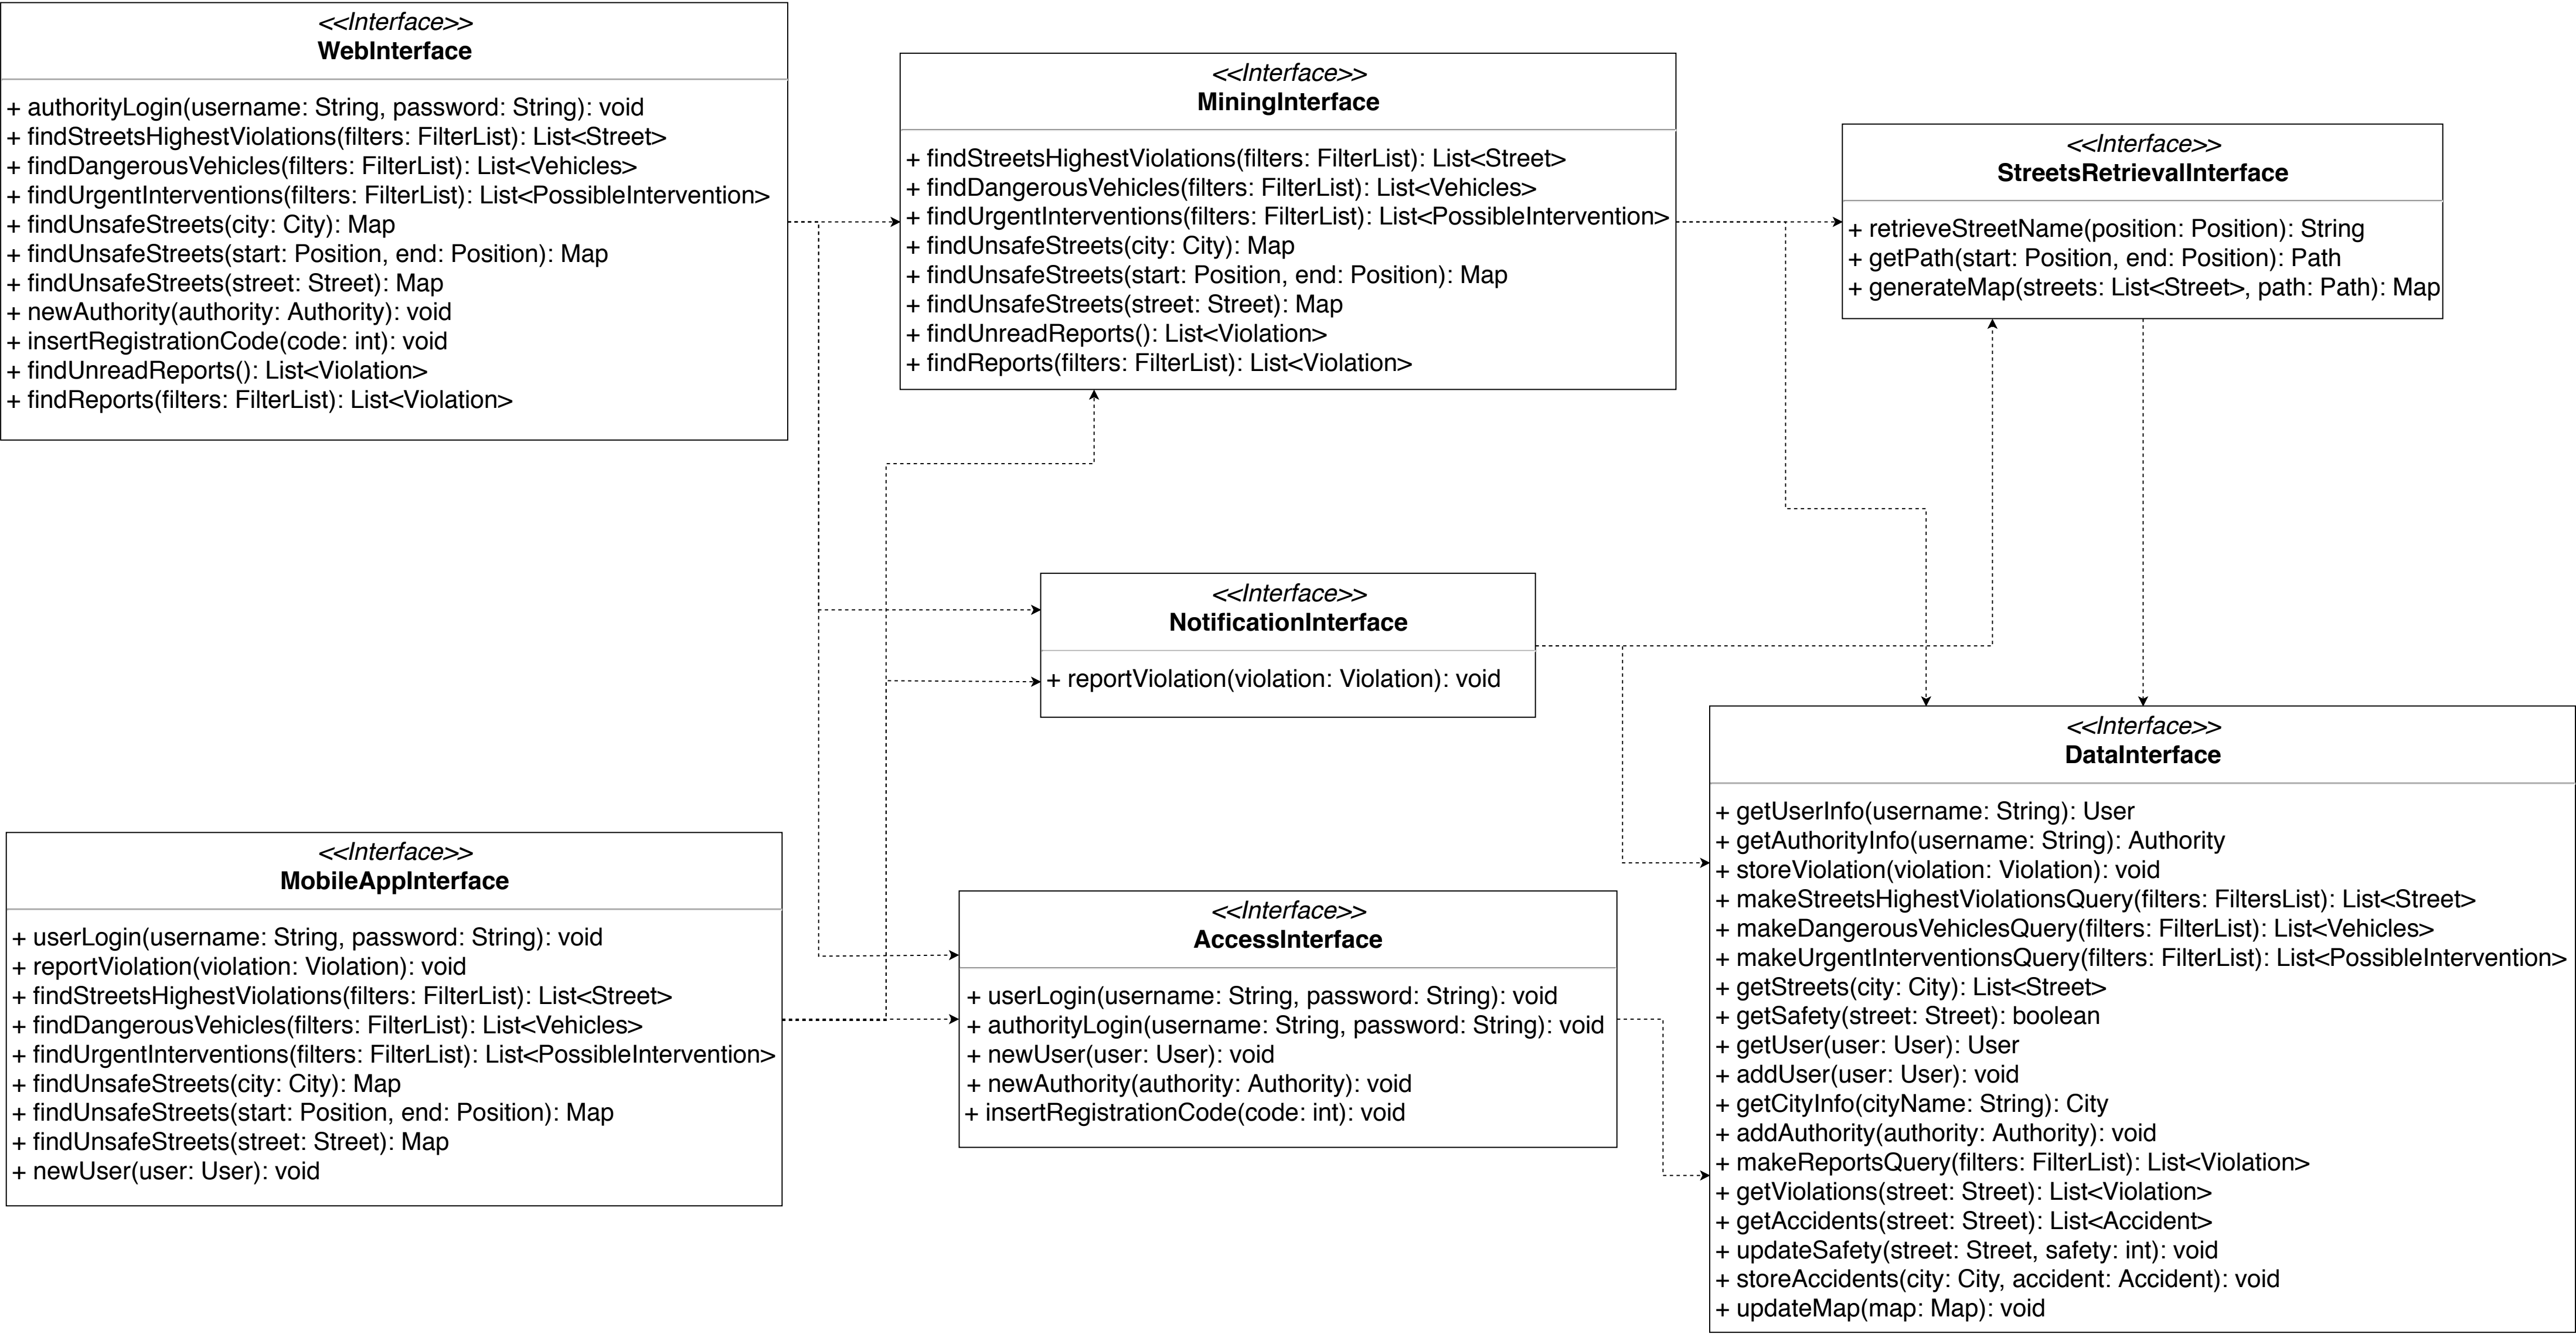 <<Interface>>
WebInterface
+ authorityLogin(username: String, password: String): void
+ findStreetsHighestViolations(filters: FilterList): List<Street>
+ findDangerousVehicles(filters: FilterList): List<Vehicles>
+ findUrgentInterventions(filters: FilterList): List<PossibleIntervention>
+ findUnsafeStreets(city: City): Map
+ findUnsafeStreets(start: Position, end: Position): Map
+ findUnsafeStreets(street: Street): Map
+ newAuthority(authority: Authority): void
+ insertRegistrationCode(code: int): void
+ findUnreadReports(): List<Violation>
+ findReports(filters: FilterList): List<Violation>
<<Interface>>
MiningInterface
+ findStreetsHighestViolations(filters: FilterList): List<Street>
+ findDangerousVehicles(filters: FilterList): List<Vehicles>
+ findUrgentInterventions(filters: FilterList): List<PossibleIntervention>
+ findUnsafeStreets(city: City): Map
+ findUnsafeStreets(start: Position, end: Position): Map
+ findUnsafeStreets(street: Street): Map
+ findUnreadReports(): List<Violation>
+ findReports(filters: FilterList): List<Violation>
<<Interface>>
StreetsRetrievalInterface
+ retrieveStreetName(position: Position): String
+ getPath(start: Position, end: Position): Path
+ generateMap(streets: List<Street>, path: Path): Map
<<Interface>>
NotificationInterface
+ reportViolation(violation: Violation): void
<<Interface>>
MobileAppInterface
+ userLogin(username: String, password: String): void
+ reportViolation(violation: Violation): void
+ findStreetsHighestViolations(filters: FilterList): List<Street>
+ findDangerousVehicles(filters: FilterList): List<Vehicles>
+ findUrgentInterventions(filters: FilterList): List<PossibleIntervention>
+ findUnsafeStreets(city: City): Map
+ findUnsafeStreets(start: Position, end: Position): Map
+ findUnsafeStreets(street: Street): Map
+ newUser(user: User): void
<<Interface>>
AccessInterface
+ userLogin(username: String, password: String): void
+ authorityLogin(username: String, password: String): void
+ newUser(user: User): void
+ newAuthority(authority: Authority): void
+ insertRegistrationCode(code: int): void
<<Interface>>
DataInterface
+ getUserInfo(username: String): User
+ getAuthorityInfo(username: String): Authority
+ storeViolation(violation: Violation): void
+ makeStreetsHighestViolationsQuery(filters: FiltersList): List<Street>
+ makeDangerousVehiclesQuery(filters: FilterList): List<Vehicles>
+ makeUrgentInterventionsQuery(filters: FilterList): List<PossibleIntervention>
+ getStreets(city: City): List<Street>
+ getSafety(street: Street): boolean
+ getUser(user: User): User
+ addUser(user: User): void
+ getCityInfo(cityName: String): City
+ addAuthority(authority: Authority): void
+ makeReportsQuery(filters: FilterList): List<Violation>
+ getViolations(street: Street): List<Violation>
+ getAccidents(street: Street): List<Accident>
+ updateSafety(street: Street, safety: int): void
+ storeAccidents(city: City, accident: Accident): void
+ updateMap(map: Map): void